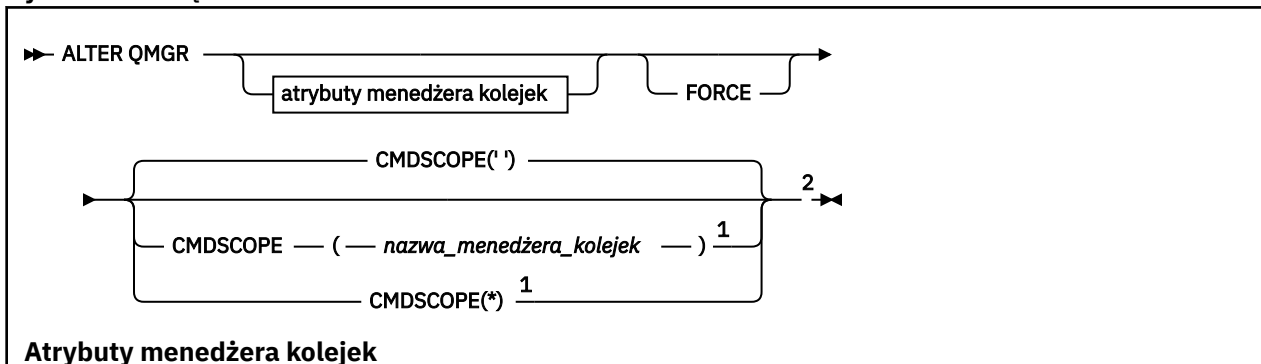 ALTER QMGR
atrybuty menedżera kolejek
FORCE
CMDSCOPE(' ')
2
CMDSCOPE ( nazwa_menedżera_kolejek ) 1
CMDSCOPE(*) 1
Atrybuty menedżera kolejek